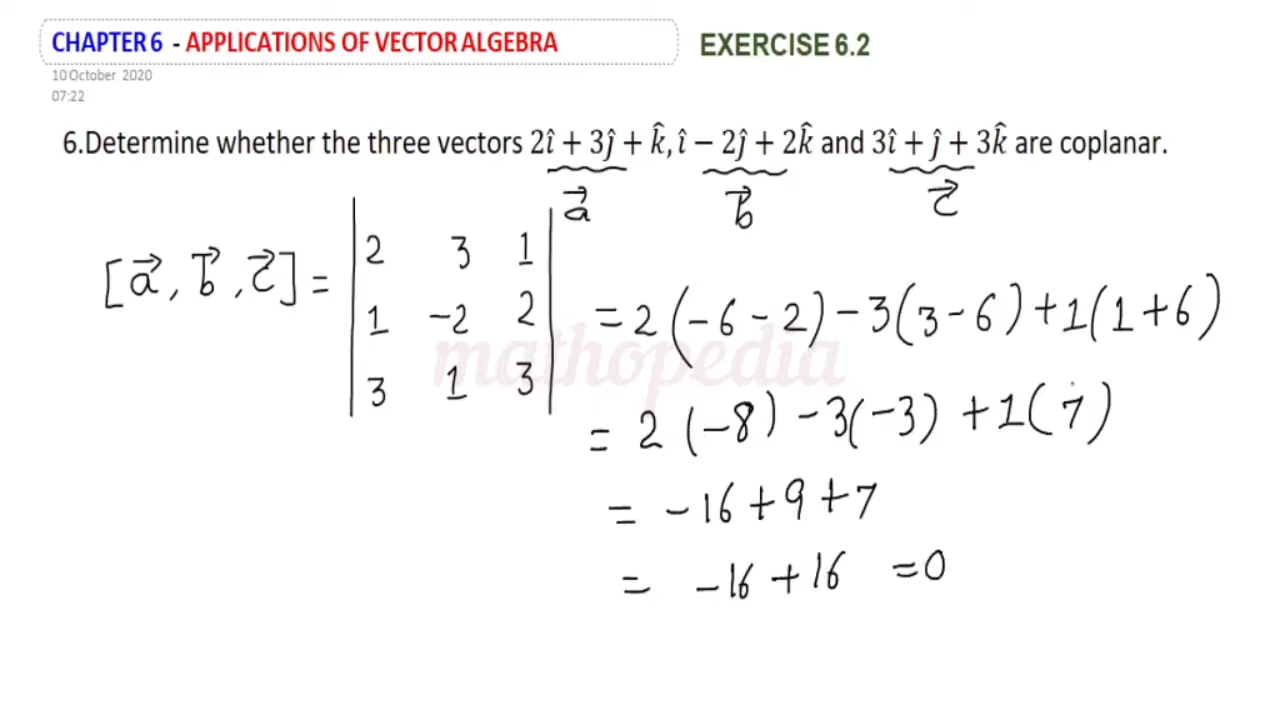 CHAPTER 6 - APPLICATIONS OF VECTOR ALGEBRA
EXERCISE 6.2
10 October 2020
07:22
6.Determine whether the three vectors 2î + 3ĵ + k̂, î − 2ĵ + 2k̂ and 3î + ĵ + 3k̂ are coplanar.
a⃗ b⃗ c⃗
[a⃗, b⃗, c⃗] =
2 3 1
1 -2 2
3 1 3
= 2(-6-2) -3(3-6) +1(1+6)
= 2(-8) -3(-3) +1(7)
= -16+9+7
= -16+16 =0
mathopedia